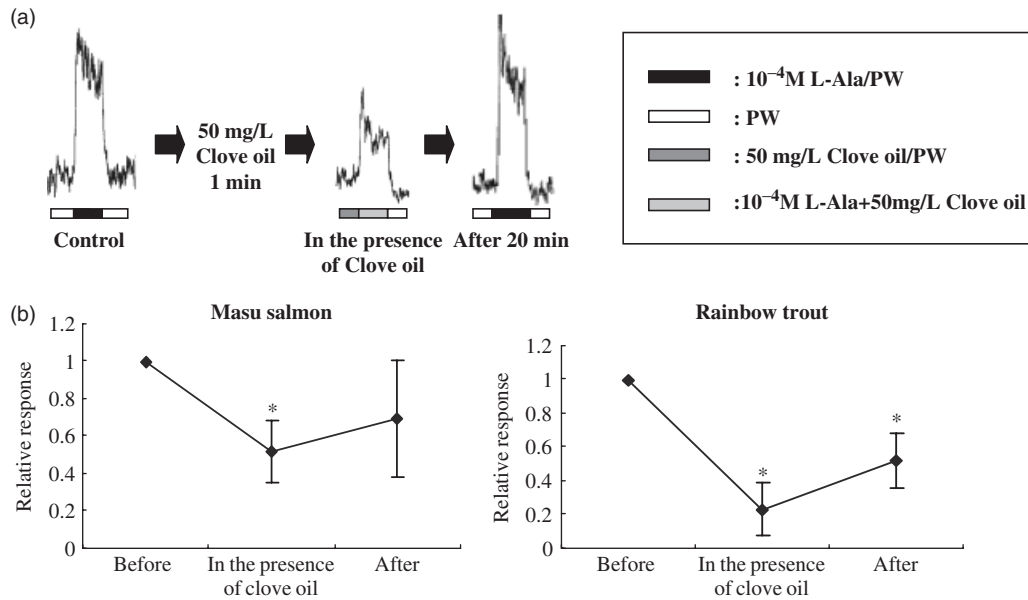 (a)
50 mg/L
Clove oil
1 min
Control
In the presence
of Clove oil
After 20 min
: 10⁻⁴M L-Ala/PW
: PW
: 50 mg/L Clove oil/PW
:10⁻⁴M L-Ala+50mg/L Clove oil
(b)
Masu salmon
Relative response
1.2
1
0.8
0.6
0.4
0.2
0
*
Before
In the presence
of clove oil
After
Rainbow trout
Relative response
1.2
1
0.8
0.6
0.4
0.2
0
*
*
Before
In the presence
of clove oil
After